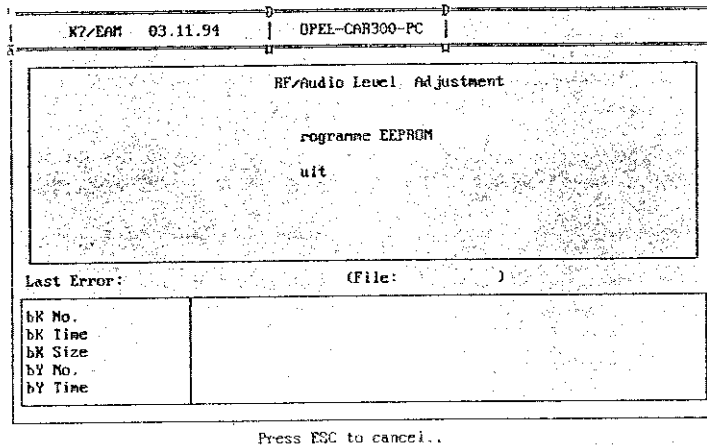 K7/EAM 03.11.94 OPEL-CAR300-PC
RF/Audio Level Adjustment
rogramme EEPROM
uit
Last Error: (File: )
bK No.
bK Time
bK Size
bY No.
bY Time
Press ESC to cancel..